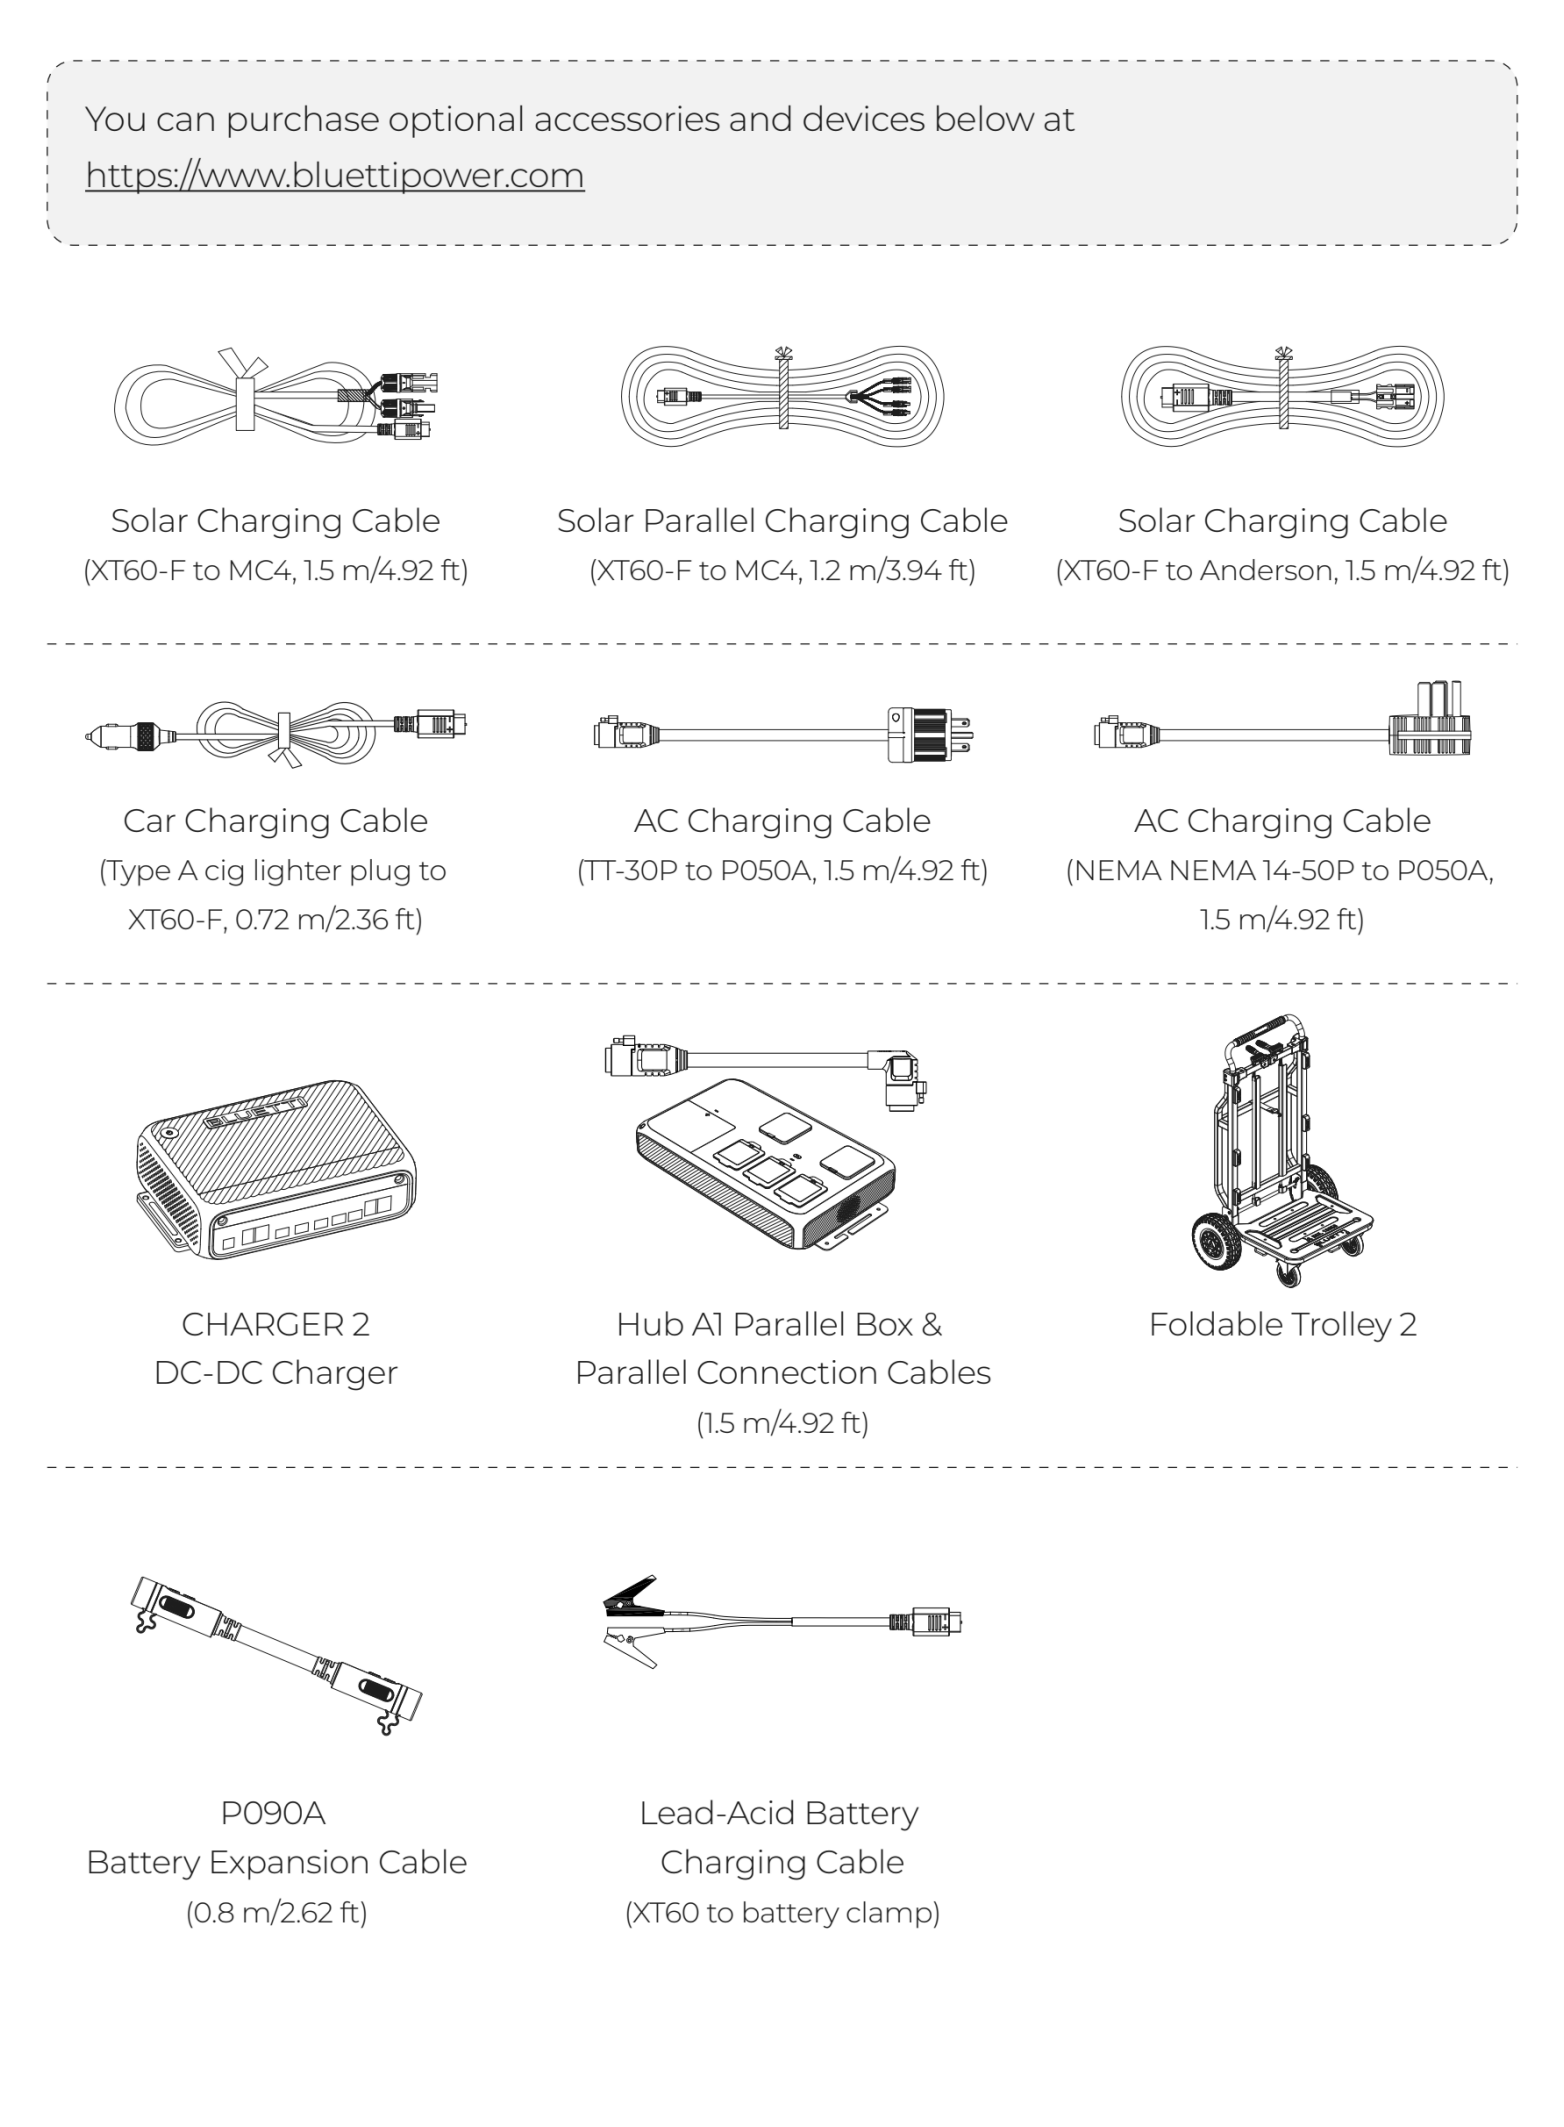 You can purchase optional accessories and devices below at
https://www.bluettipower.com
Solar Charging Cable
(XT60-F to MC4, 1.5 m/4.92 ft)
Solar Parallel Charging Cable
(XT60-F to MC4, 1.2 m/3.94 ft)
Solar Charging Cable
(XT60-F to Anderson, 1.5 m/4.92 ft)
Car Charging Cable
(Type A cig lighter plug to
XT60-F, 0.72 m/2.36 ft)
AC Charging Cable
(TT-30P to P050A, 1.5 m/4.92 ft)
AC Charging Cable
(NEMA NEMA 14-50P to P050A,
1.5 m/4.92 ft)
BLUETTI
CHARGER 2
DC-DC Charger
Hub A1 Parallel Box &
Parallel Connection Cables
(1.5 m/4.92 ft)
Foldable Trolley 2
P090A
Battery Expansion Cable
(0.8 m/2.62 ft)
Lead-Acid Battery
Charging Cable
(XT60 to battery clamp)